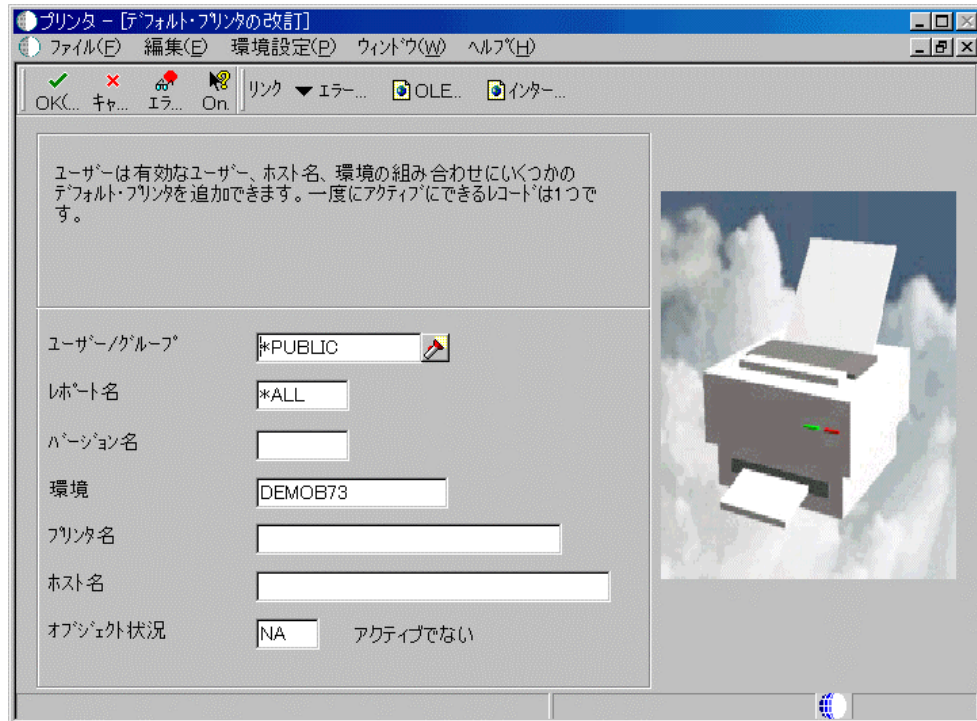 プリンタ - [デフォルト・プリンタの改訂]
ファイル(F) 編集(E) 環境設定(P) ウィンドウ(W) ヘルプ(H)
OK(... キャ... エラ... On. リンク ▼ エラー... OLE.. インター...
ユーザーは有効なユーザー、ホスト名、環境の組み合わせにいくつかの
デフォルト・プリンタを追加できます。一度にアクティブにできるレコードは1つで
す。
ユーザー/グループ *PUBLIC
レポート名 *ALL
バージョン名
環境 DEMOB73
プリンタ名
ホスト名
オブジェクト状況 NA アクティブでない